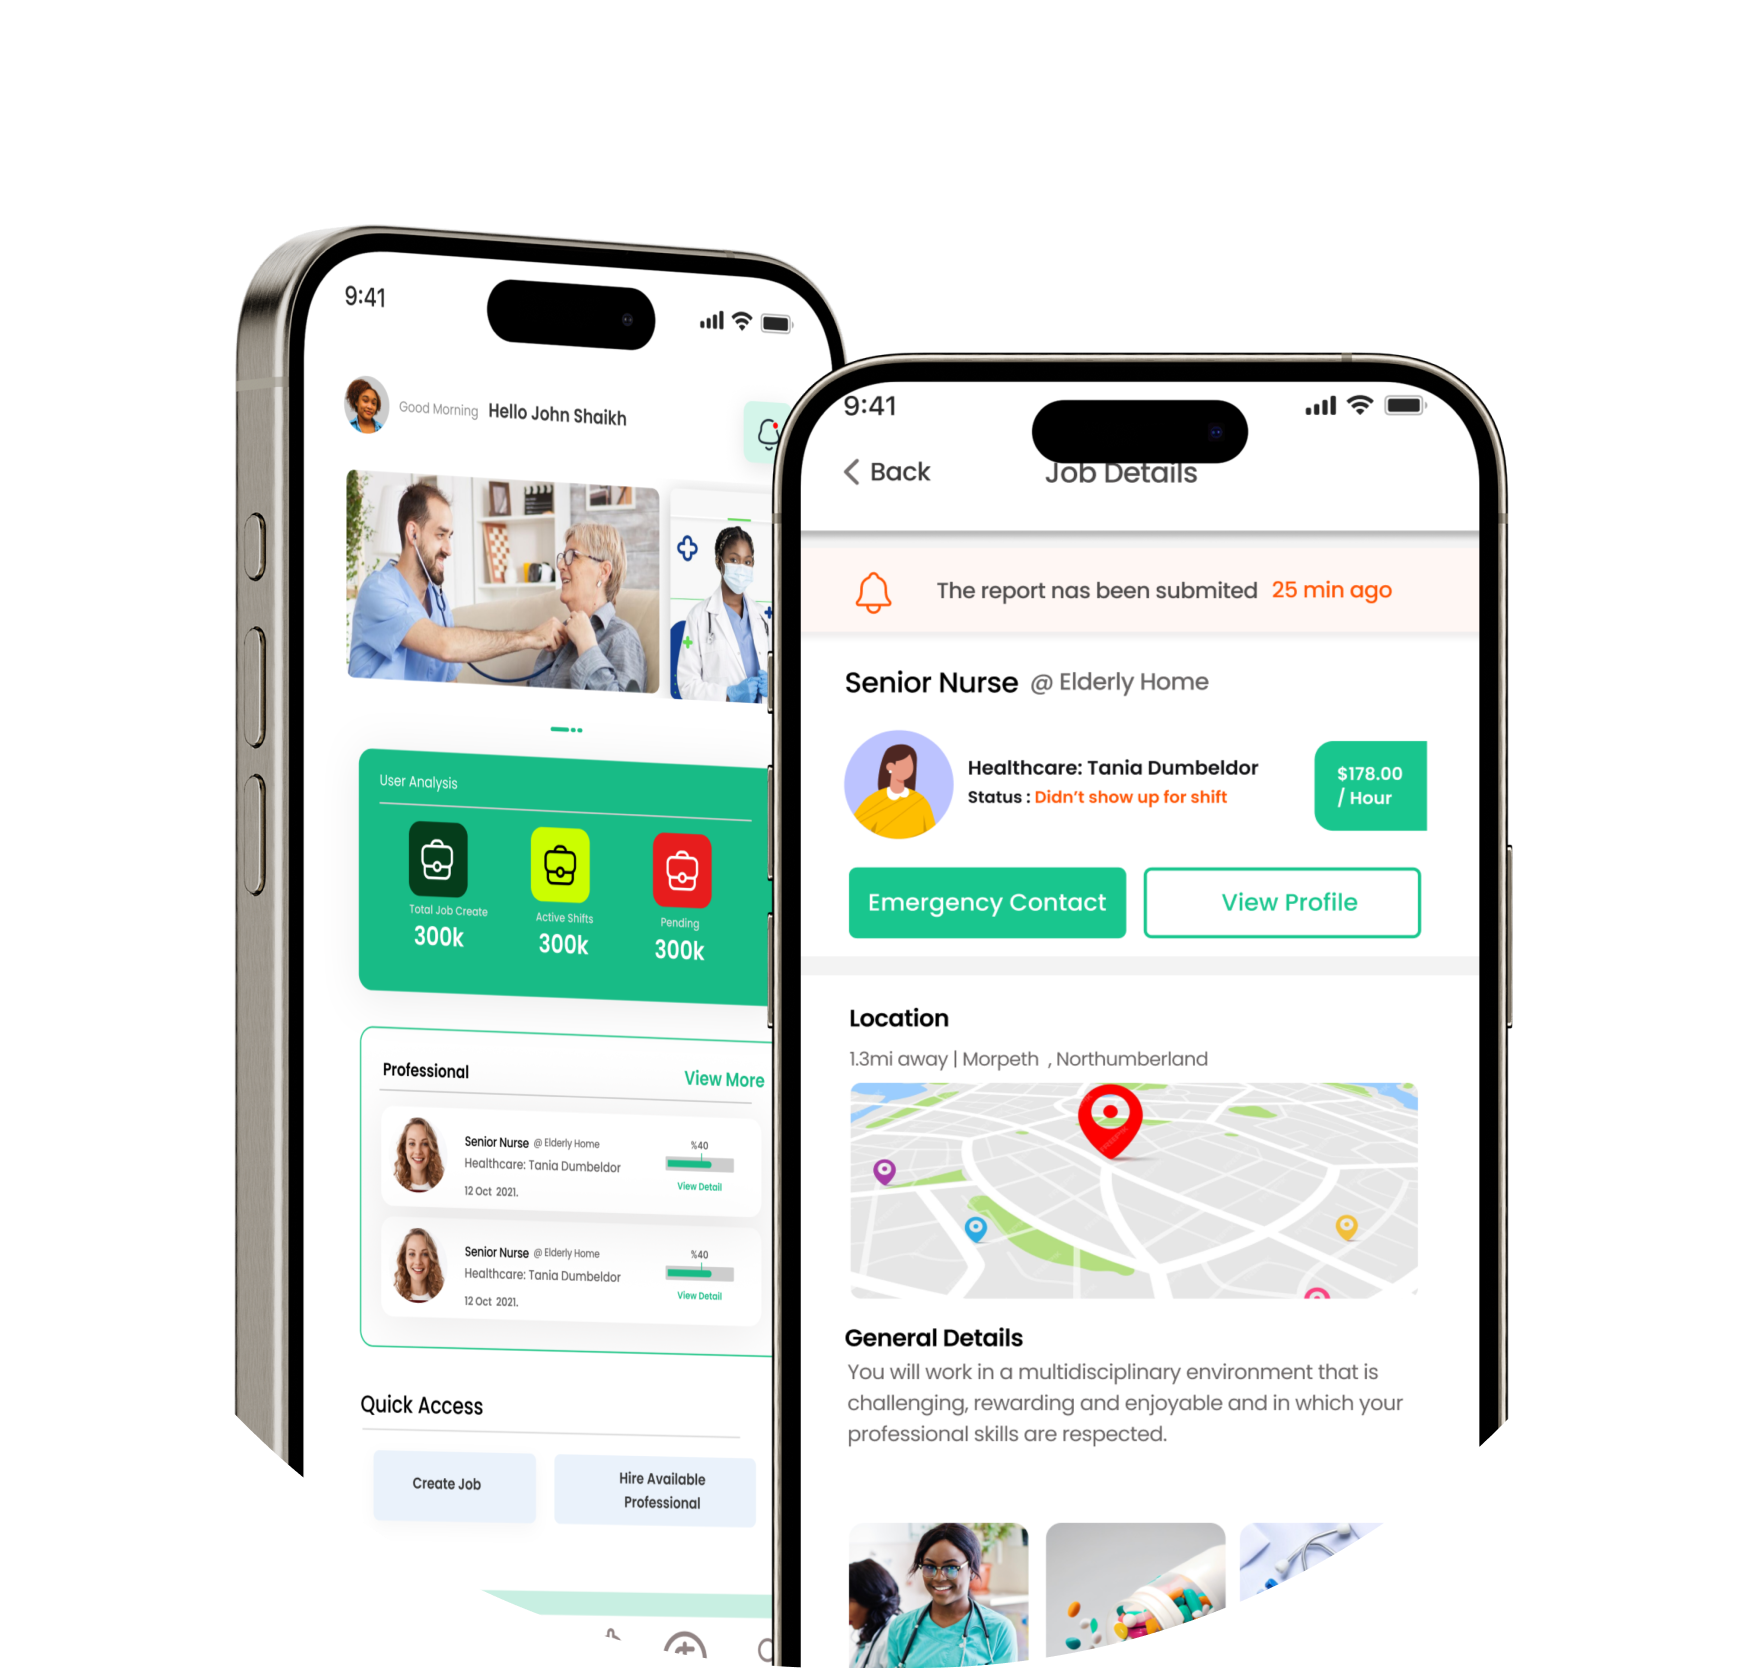 9:41
Good Morning Hello John Shaikh
User Analysis
Total Job Create
300k
Active Shifts
300k
Pending
300k
Professional
View More
Senior Nurse @ Elderly Home
Healthcare: Tania Dumbeldor
12 Oct 2021.
%40
View Detail
Senior Nurse @ Elderly Home
Healthcare: Tania Dumbeldor
12 Oct 2021.
%40
View Detail
Quick Access
Create Job
Hire Available
Professional
9:41
Back
Job Details
The report nas been submited 25 min ago
Senior Nurse @ Elderly Home
Healthcare: Tania Dumbeldor
Status : Didn't show up for shift
$178.00
/ Hour
Emergency Contact
View Profile
Location
1.3mi away | Morpeth , Northumberland
General Details
You will work in a multidisciplinary environment that is
challenging, rewarding and enjoyable and in which your
professional skills are respected.